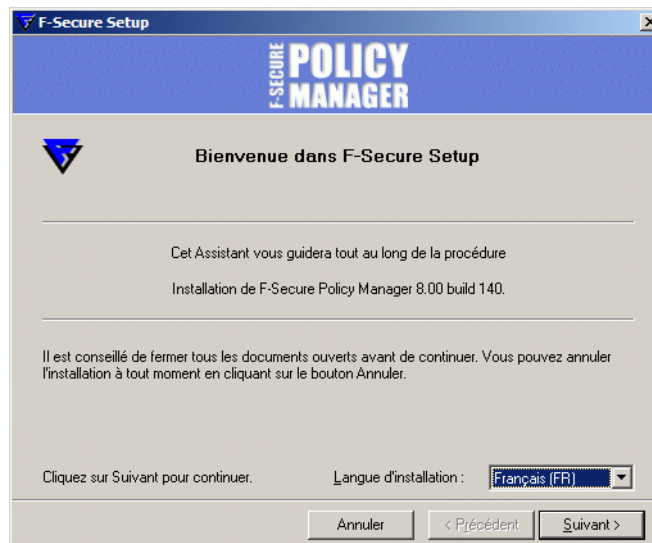 F-Secure Setup
F-SECURE
POLICY
MANAGER
Bienvenue dans F-Secure Setup
Cet Assistant vous guidera tout au long de la procédure
Installation de F-Secure Policy Manager 8.00 build 140.
Il est conseillé de fermer tous les documents ouverts avant de continuer. Vous pouvez annuler
l'installation à tout moment en cliquant sur le bouton Annuler.
Cliquez sur Suivant pour continuer. Langue d'installation : Français (FR)
Annuler < Précédent Suivant >